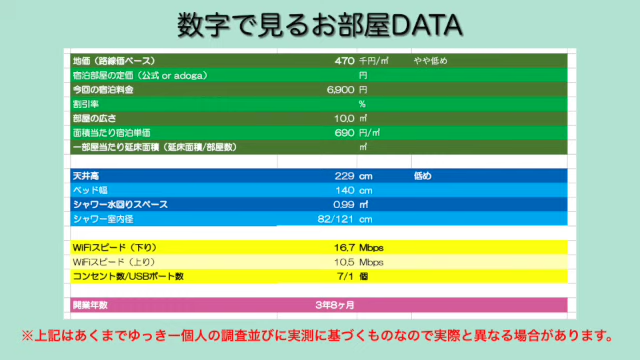 数字で見るお部屋DATA
地価（路線価ベース） 470 千円/㎡ やや低め
宿泊部屋の定価（公式 or adoga） 円
今回の宿泊料金 6,900 円
割引率 %
部屋の広さ 10.0 ㎡
面積当たり宿泊単価 690 円/㎡
一部屋当たり延床面積（延床面積/部屋数） ㎡
天井高 229 cm 低め
ベッド幅 140 cm
シャワー水回りスペース 0.99 ㎡
シャワー室内径 82/121 cm
WiFiスピード（下り） 16.7 Mbps
WiFiスピード（上り） 10.5 Mbps
コンセント数/USBポート数 7/1 個
開業年数 3年8ヶ月
※上記はあくまでゆっきー個人の調査並びに実測に基づくものなので実際と異なる場合があります。